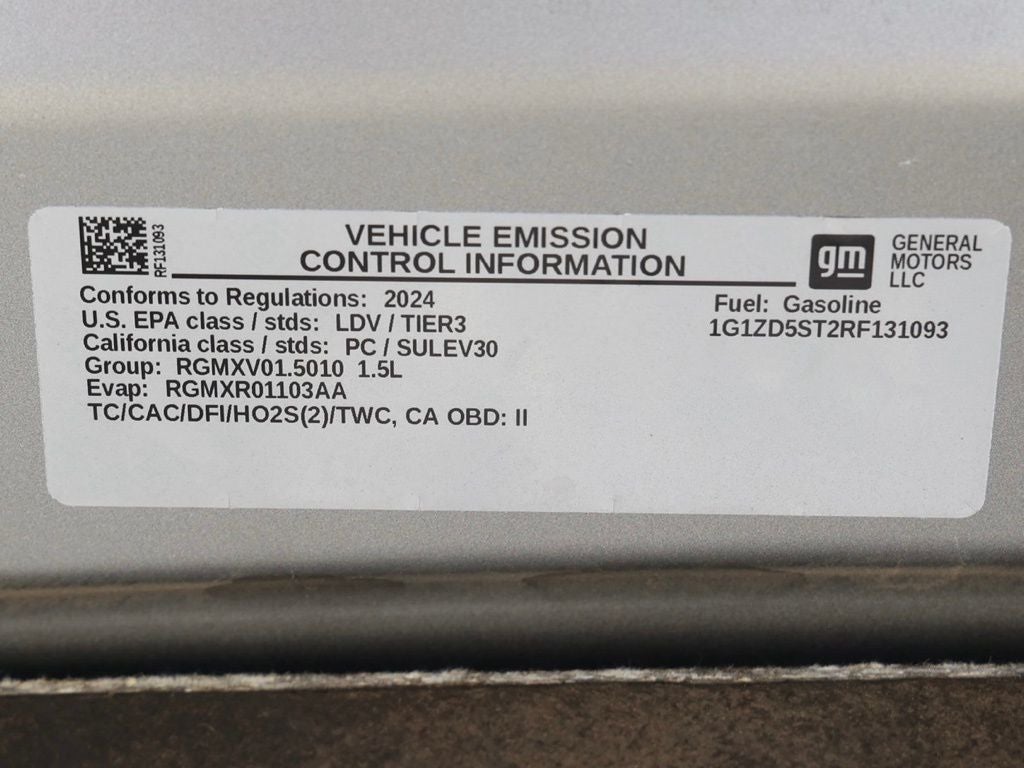 RF131093
VEHICLE EMISSION
CONTROL INFORMATION
gm
GENERAL
MOTORS
LLC
Conforms to Regulations: 2024
U.S. EPA class / stds: LDV / TIER3
California class / stds: PC / SULEV30
Group: RGMXV01.5010 1.5L
Evap: RGMXR01103AA
TC/CAC/DFI/HO2S(2)/TWC, CA OBD: II
Fuel: Gasoline
1G1ZD5ST2RF131093